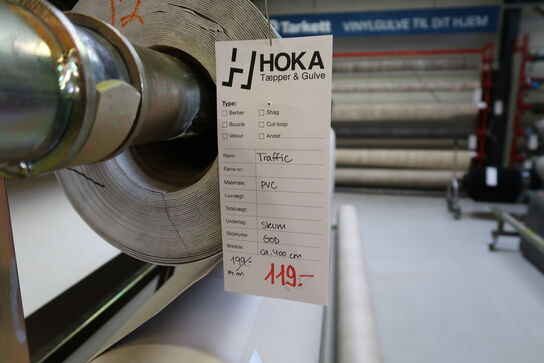 12
Tarkett
VINYLGULVE TIL DIT HJEM
HOKA
Tæpper & Gulve
Type:
Berber Shag
Bouclé Cut-loop
Velour Andet
Navn: Traffic
Farve nr.:
Materiale: PVC
Luvvægt:
Totalvægt:
Underlag: Skum
Slidstyrke: GOD
Bredde: ca. 400 cm
199.-
Pr. m²: 119.-